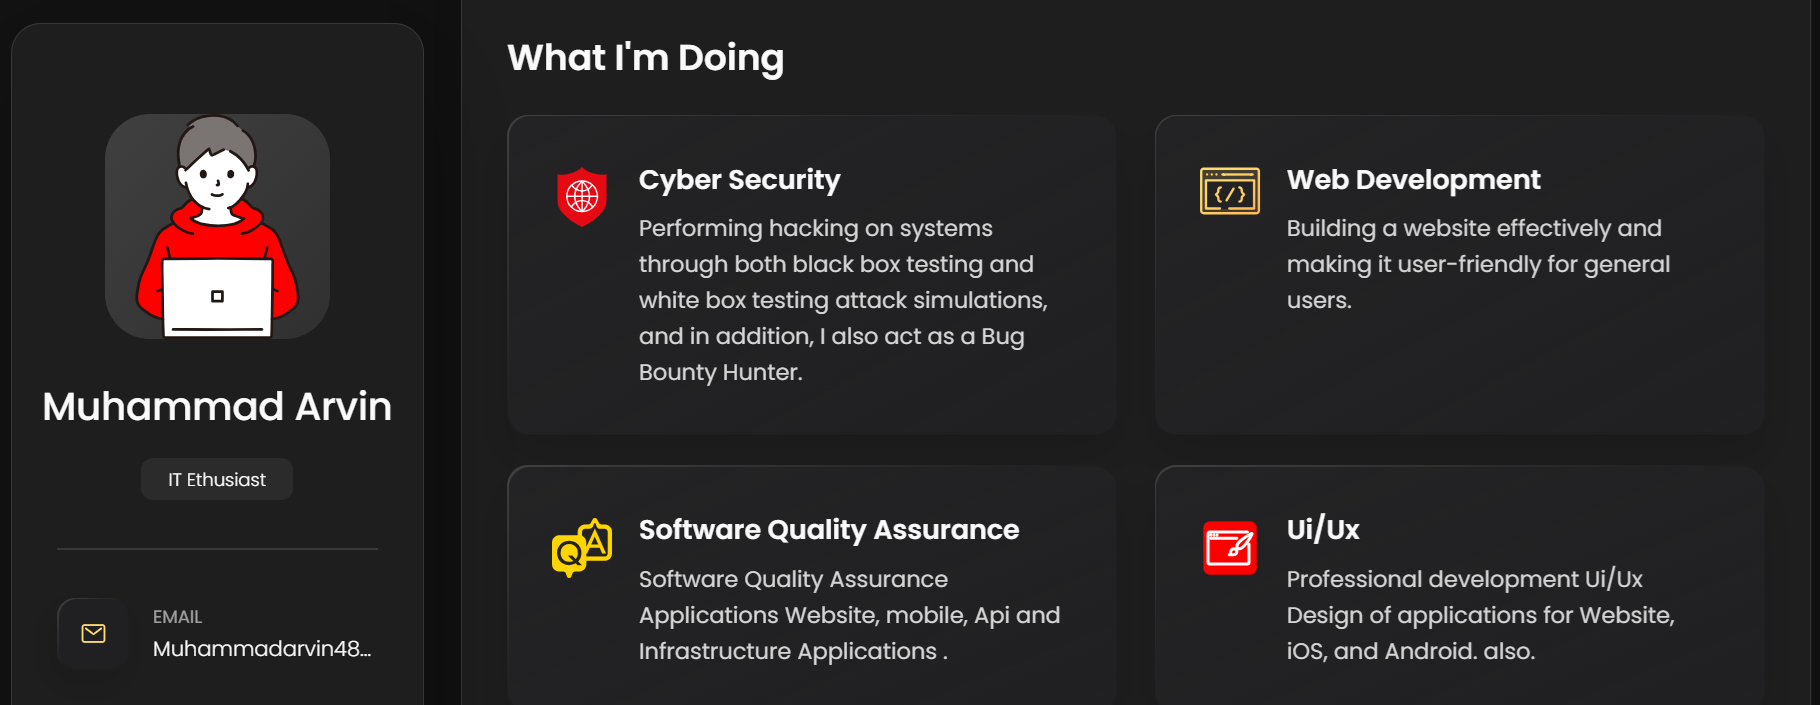 Muhammad Arvin
IT Ethusiast
EMAIL
Muhammadarvin48...
What I'm Doing
Cyber Security
Performing hacking on systems
through both black box testing and
white box testing attack simulations,
and in addition, I also act as a Bug
Bounty Hunter.
Web Development
Building a website effectively and
making it user-friendly for general
users.
Software Quality Assurance
Software Quality Assurance
Applications Website, mobile, Api and
Infrastructure Applications .
Ui/Ux
Professional development Ui/Ux
Design of applications for Website,
iOS, and Android. also.
QA
{/}